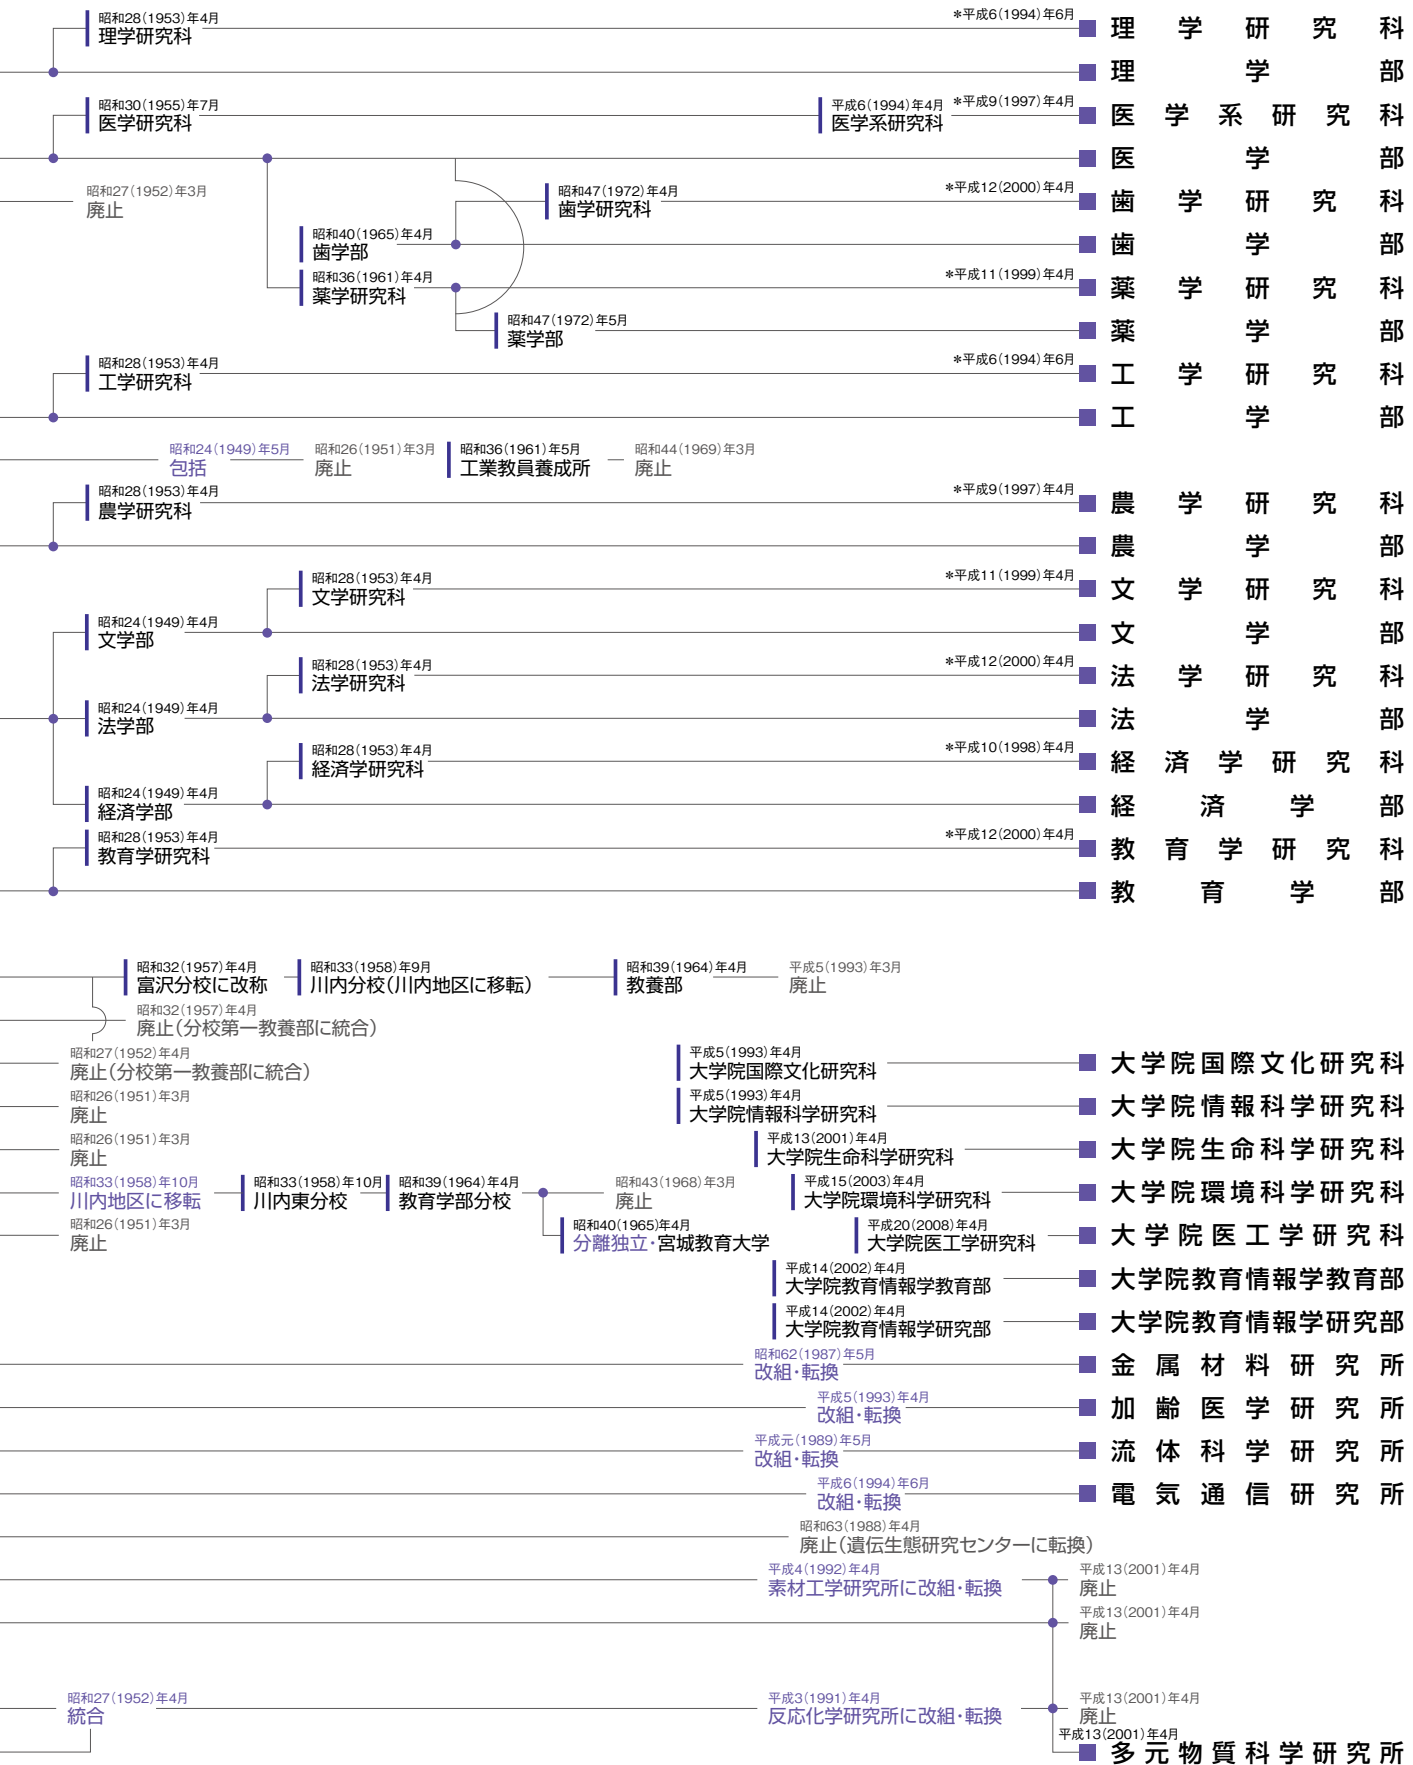 昭和28(1953)年4月
理学研究科
*平成6(1994)年6月
理学研究科
理学部
昭和30(1955)年7月
医学研究科
平成6(1994)年4月
医学系研究科
*平成9(1997)年4月
医学系研究科
医学部
昭和27(1952)年3月
廃止
昭和47(1972)年4月
歯学研究科
*平成12(2000)年4月
歯学研究科
昭和40(1965)年4月
歯学部
歯学部
昭和36(1961)年4月
薬学研究科
*平成11(1999)年4月
薬学研究科
昭和47(1972)年5月
薬学部
薬学部
昭和28(1953)年4月
工学研究科
*平成6(1994)年6月
工学研究科
工学部
昭和24(1949)年5月
包括
昭和26(1951)年3月
廃止
昭和36(1961)年5月
工業教員養成所
昭和44(1969)年3月
廃止
昭和28(1953)年4月
農学研究科
*平成9(1997)年4月
農学研究科
農学部
昭和28(1953)年4月
文学研究科
*平成11(1999)年4月
文学研究科
昭和24(1949)年4月
文学部
文学部
昭和28(1953)年4月
法学研究科
*平成12(2000)年4月
法学研究科
昭和24(1949)年4月
法学部
法学部
昭和28(1953)年4月
経済学研究科
*平成10(1998)年4月
経済学研究科
昭和24(1949)年4月
経済学部
経済学部
昭和28(1953)年4月
教育学研究科
*平成12(2000)年4月
教育学研究科
教育学部
昭和32(1957)年4月
富沢分校に改称
昭和33(1958)年9月
川内分校(川内地区に移転)
昭和39(1964)年4月
教養部
平成5(1993)年3月
廃止
昭和32(1957)年4月
廃止(分校第一教養部に統合)
昭和27(1952)年4月
廃止(分校第一教養部に統合)
平成5(1993)年4月
大学院国際文化研究科
大学院国際文化研究科
昭和26(1951)年3月
廃止
平成5(1993)年4月
大学院情報科学研究科
大学院情報科学研究科
昭和26(1951)年3月
廃止
平成13(2001)年4月
大学院生命科学研究科
大学院生命科学研究科
昭和33(1958)年10月
川内地区に移転
昭和33(1958)年10月
川内東分校
昭和39(1964)年4月
教育学部分校
昭和43(1968)年3月
廃止
平成15(2003)年4月
大学院環境科学研究科
大学院環境科学研究科
昭和26(1951)年3月
廃止
昭和40(1965)年4月
分離独立・宮城教育大学
平成20(2008)年4月
大学院医工学研究科
大学院医工学研究科
平成14(2002)年4月
大学院教育情報学教育部
大学院教育情報学教育部
平成14(2002)年4月
大学院教育情報学研究部
大学院教育情報学研究部
昭和62(1987)年5月
改組・転換
金属材料研究所
平成5(1993)年4月
改組・転換
加齢医学研究所
平成元(1989)年5月
改組・転換
流体科学研究所
平成6(1994)年6月
改組・転換
電気通信研究所
昭和63(1988)年4月
廃止(遺伝生態研究センターに転換)
平成4(1992)年4月
素材工学研究所に改組・転換
平成13(2001)年4月
廃止
平成13(2001)年4月
廃止
昭和27(1952)年4月
統合
平成3(1991)年4月
反応化学研究所に改組・転換
平成13(2001)年4月
廃止
平成13(2001)年4月
多元物質科学研究所